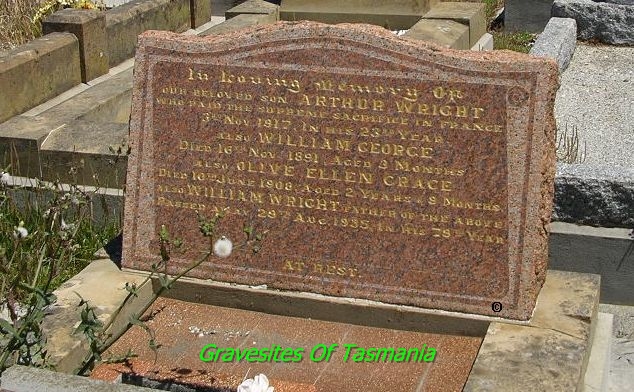 In Loving Memory Of
OUR BELOVED SON ARTHUR WRIGHT
WHO PAID THE SUPREME SACRIFICE IN FRANCE
3RD NOV. 1917, IN HIS 23RD YEAR
ALSO WILLIAM GEORGE
DIED 16TH NOV. 1891, AGED 3 MONTHS
ALSO OLIVE ELLEN GRACE
DIED 10TH JUNE 1908, AGED 2 YEARS & 8 MONTHS
ALSO WILLIAM WRIGHT, FATHER OF THE ABOVE
PASSED AWAY 29TH AUG. 1935, IN HIS 79TH YEAR
AT REST.
©
Gravesites Of Tasmania